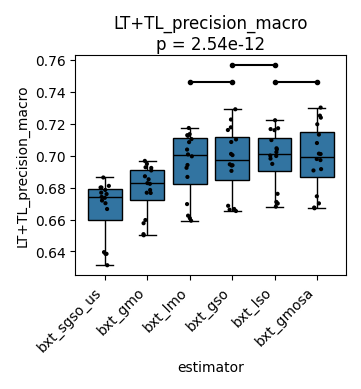 LT+TL_precision_macro
p = 2.54e-12
LT+TL_precision_macro
0.76
0.74
0.72
0.70
0.68
0.66
0.64
bxt_sgso_us
bxt_gmo
bxt_lmo
bxt_gso
bxt_lso
bxt_gmosa
estimator